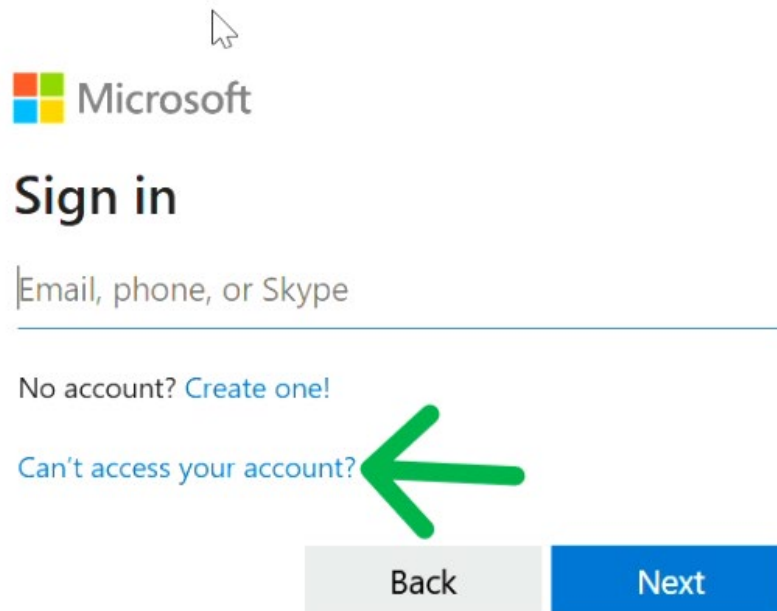 Microsoft
Sign in
Email, phone, or Skype
No account? Create one!
Can't access your account?
Back Next